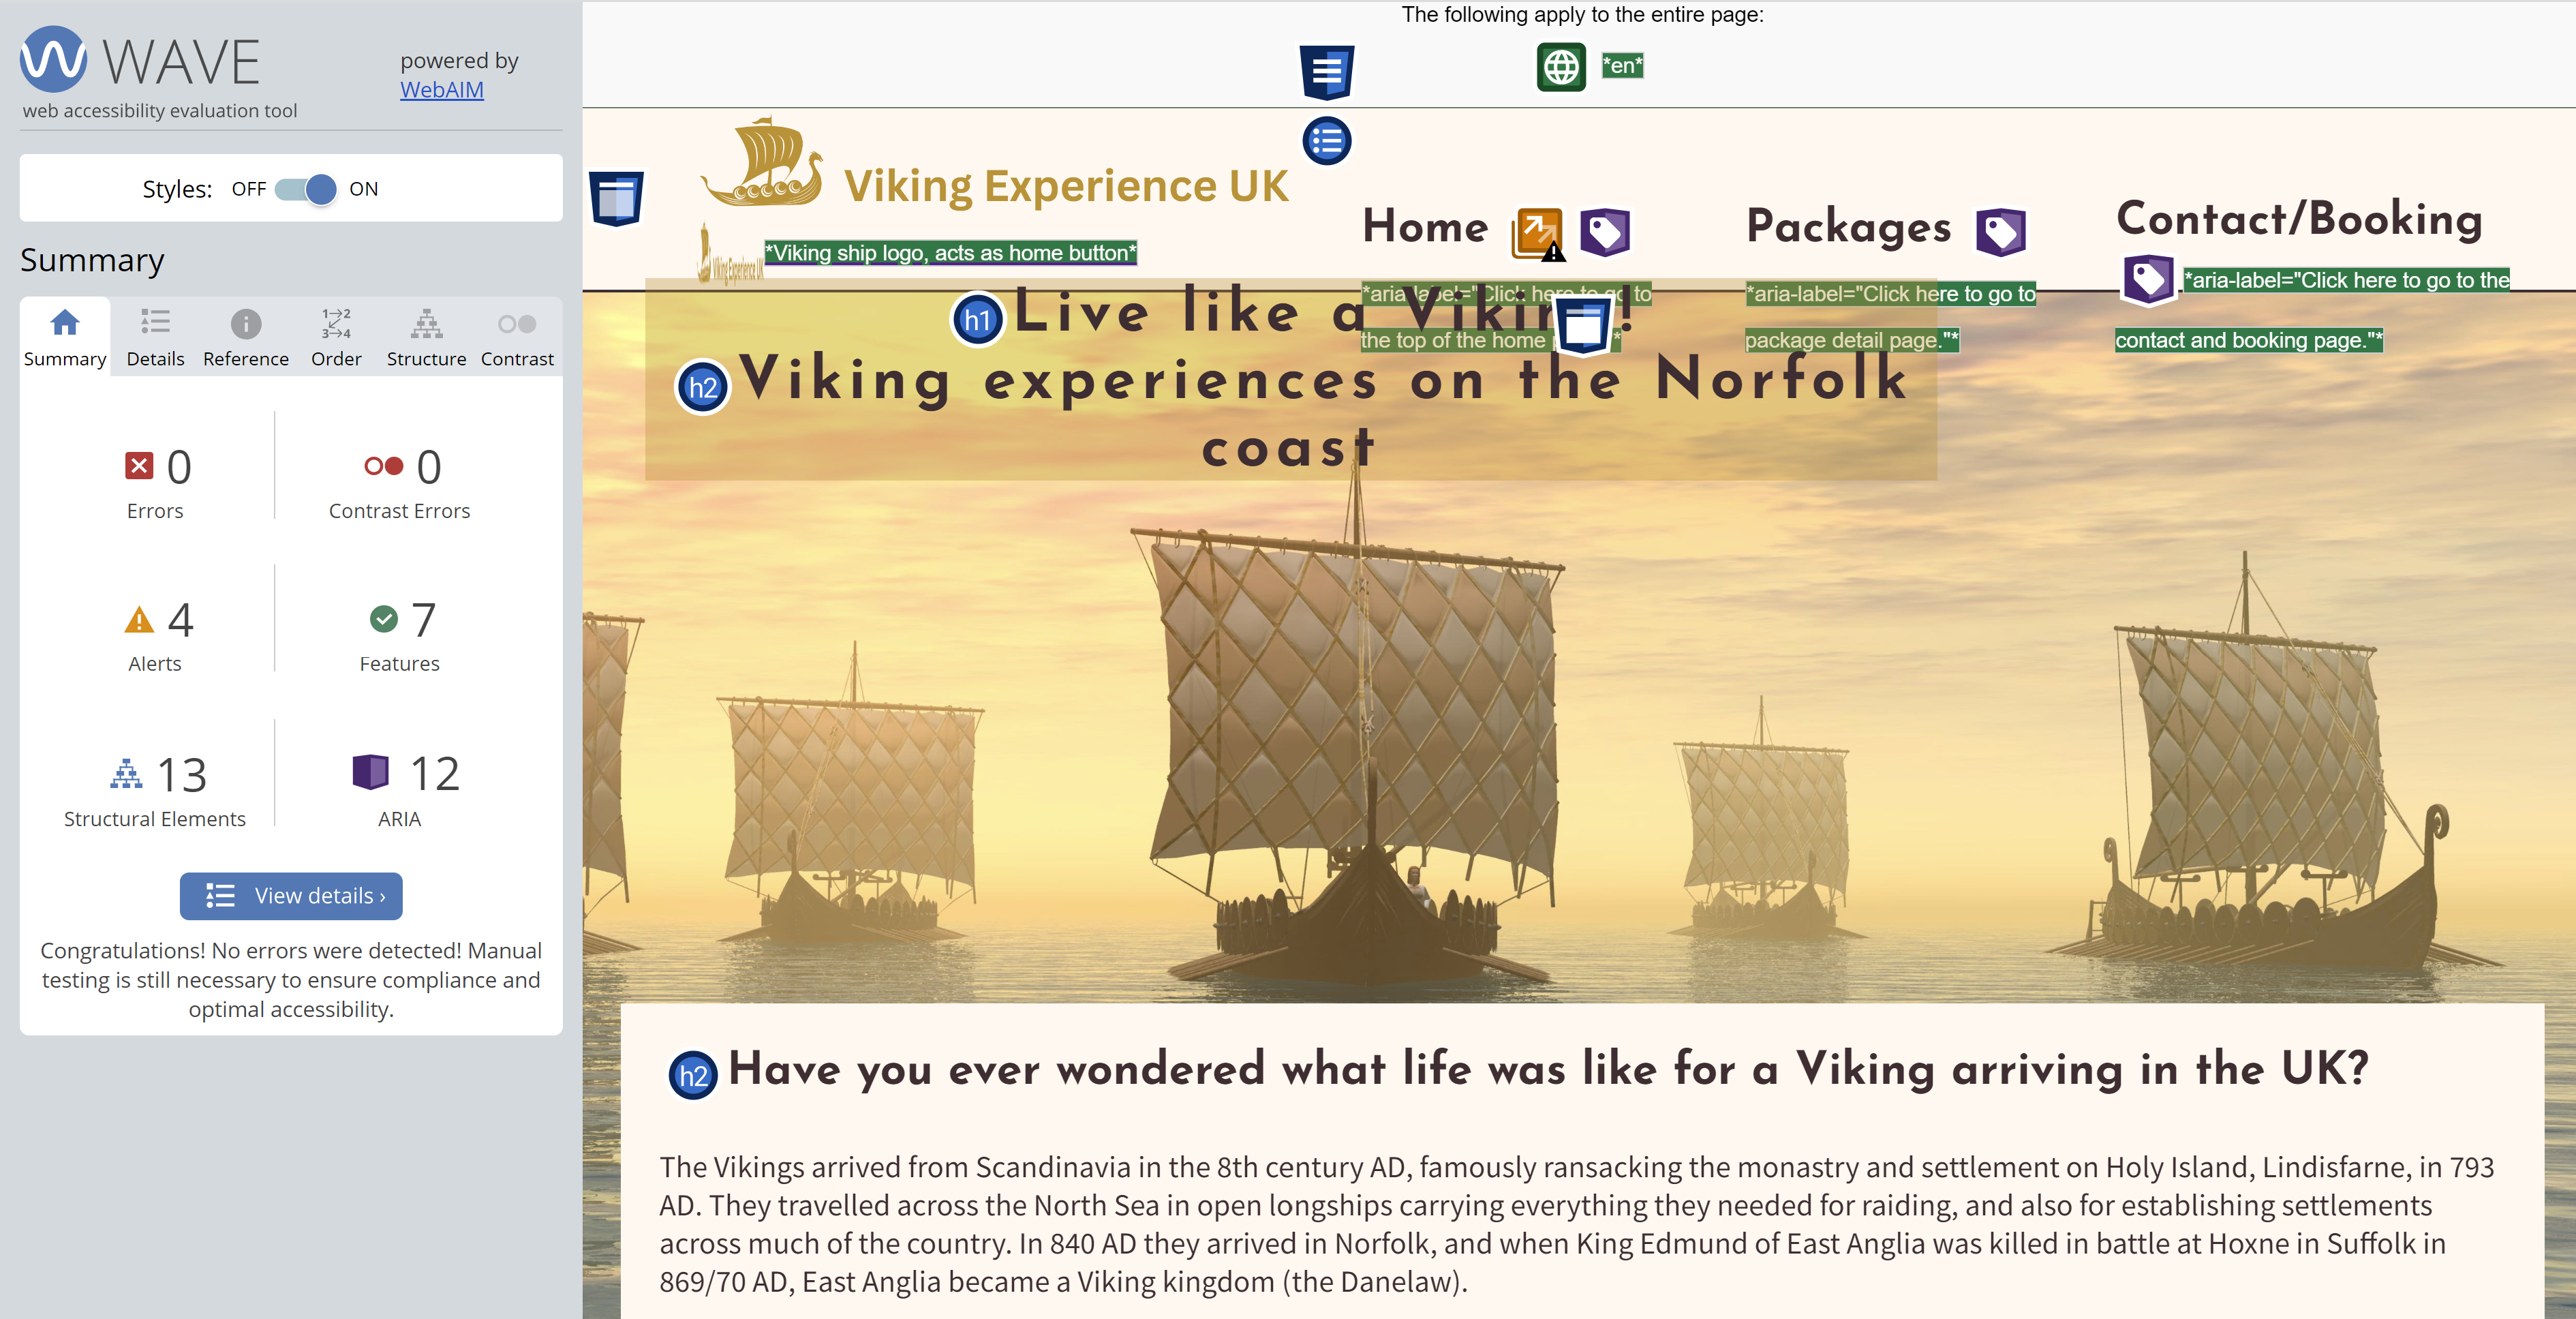 The following apply to the entire page:
*en*
WAVE
powered by
WebAIM
web accessibility evaluation tool
Styles: OFF ON
Summary
Summary Details Reference Order Structure Contrast
0 Errors
0 Contrast Errors
4 Alerts
7 Features
13 Structural Elements
12 ARIA
View details ›
Congratulations! No errors were detected! Manual
testing is still necessary to ensure compliance and
optimal accessibility.
Viking Experience UK
Viking Experience UK
*Viking ship logo, acts as home button*
Home
*aria-label="Click here to go to
the top of the home
Packages
*aria-label="Click here to go to
package detail page."*
Contact/Booking
*aria-label="Click here to go to the
contact and booking page."*
h1 Live like a Viking!
h2 Viking experiences on the Norfolk
coast
h2 Have you ever wondered what life was like for a Viking arriving in the UK?
The Vikings arrived from Scandinavia in the 8th century AD, famously ransacking the monastry and settlement on Holy Island, Lindisfarne, in 793
AD. They travelled across the North Sea in open longships carrying everything they needed for raiding, and also for establishing settlements
across much of the country. In 840 AD they arrived in Norfolk, and when King Edmund of East Anglia was killed in battle at Hoxne in Suffolk in
869/70 AD, East Anglia became a Viking kingdom (the Danelaw).